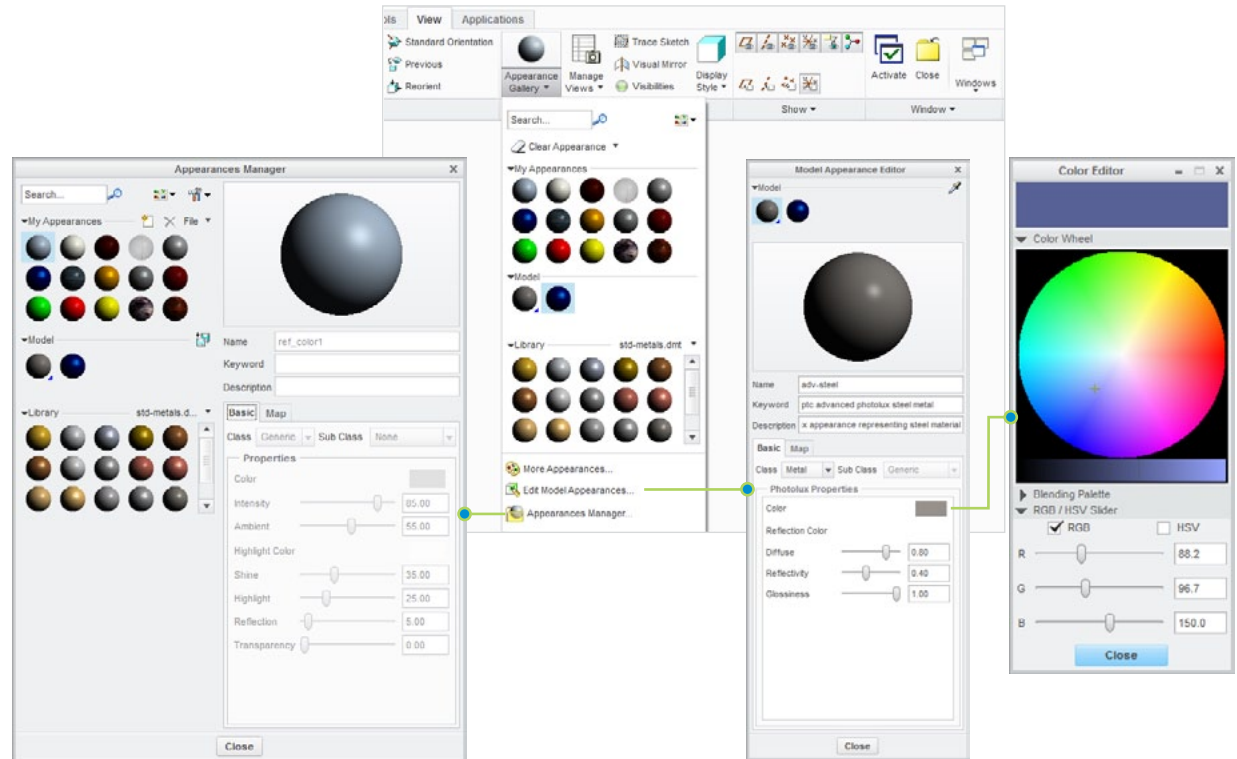 ols View Applications
Standard Orientation
Previous
Reorient
Appearance Gallery
Manage Views
Trace Sketch
Visual Mirror
Visibilities
Display Style
Activate Close Windows
Show Window
Search...
Clear Appearance
My Appearances
Model
Library std-metals.dmt
More Appearances...
Edit Model Appearances...
Appearances Manager...
Appearances Manager X
Search...
My Appearances File
Model
Library std-metals.d...
Name ref_color1
Keyword
Description
Basic Map
Class Generic Sub Class None
Properties
Color
Intensity 85.00
Ambient 55.00
Highlight Color
Shine 35.00
Highlight 25.00
Reflection 5.00
Transparency 0.00
Close
Model Appearance Editor x
Model
Name adv-steel
Keyword ptc advanced photolux steel metal
Description x appearance representing steel material
Basic Map
Class Metal Sub Class Generic
Photolux Properties
Color
Reflection Color
Diffuse 0.80
Reflectivity 0.40
Glossiness 1.00
Close
Color Editor
Color Wheel
Blending Palette
RGB / HSV Slider
RGB HSV
R 88.2
G 96.7
B 150.0
Close